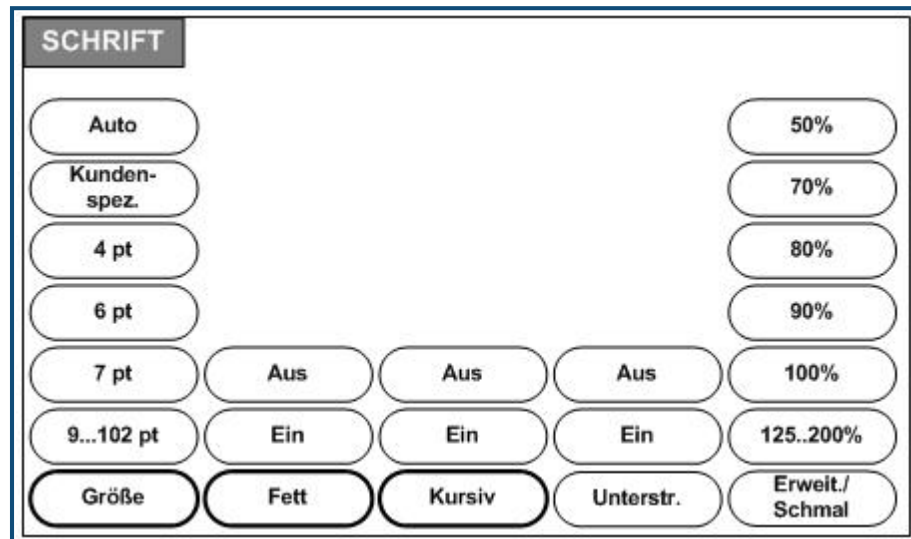 SCHRIFT
Auto
50%
Kunden-
spez.
70%
4 pt
80%
6 pt
90%
7 pt
Aus
Aus
Aus
100%
9...102 pt
Ein
Ein
Ein
125..200%
Größe
Fett
Kursiv
Unterstr.
Erweit./
Schmal